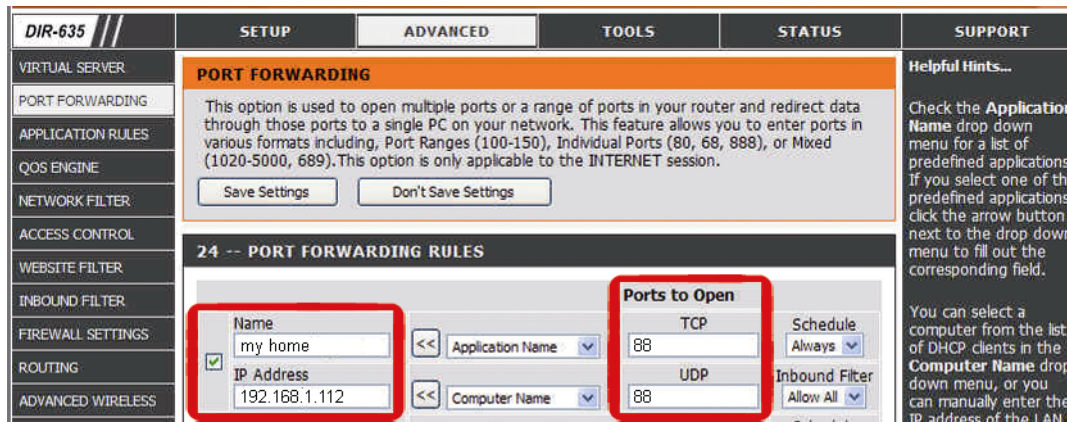 DIR-635
SETUP
ADVANCED
TOOLS
STATUS
SUPPORT
VIRTUAL SERVER
PORT FORWARDING
APPLICATION RULES
QOS ENGINE
NETWORK FILTER
ACCESS CONTROL
WEBSITE FILTER
INBOUND FILTER
FIREWALL SETTINGS
ROUTING
ADVANCED WIRELESS
PORT FORWARDING
This option is used to open multiple ports or a range of ports in your router and redirect data
through those ports to a single PC on your network. This feature allows you to enter ports in
various formats including, Port Ranges (100-150), Individual Ports (80, 68, 888), or Mixed
(1020-5000, 689).This option is only applicable to the INTERNET session.
Save Settings
Don't Save Settings
24 -- PORT FORWARDING RULES
Ports to Open
Name
TCP
Schedule
my home
<<
Application Name
88
Always
IP Address
UDP
Inbound Filter
192.168.1.112
<<
Computer Name
88
Allow All
Helpful Hints...
Check the Application
Name drop down
menu for a list of
predefined applications
If you select one of th
predefined applications
click the arrow button
next to the drop down
menu to fill out the
corresponding field.
You can select a
computer from the list
of DHCP clients in the
Computer Name drop
down menu, or you
can manually enter the
IP address of the LAN